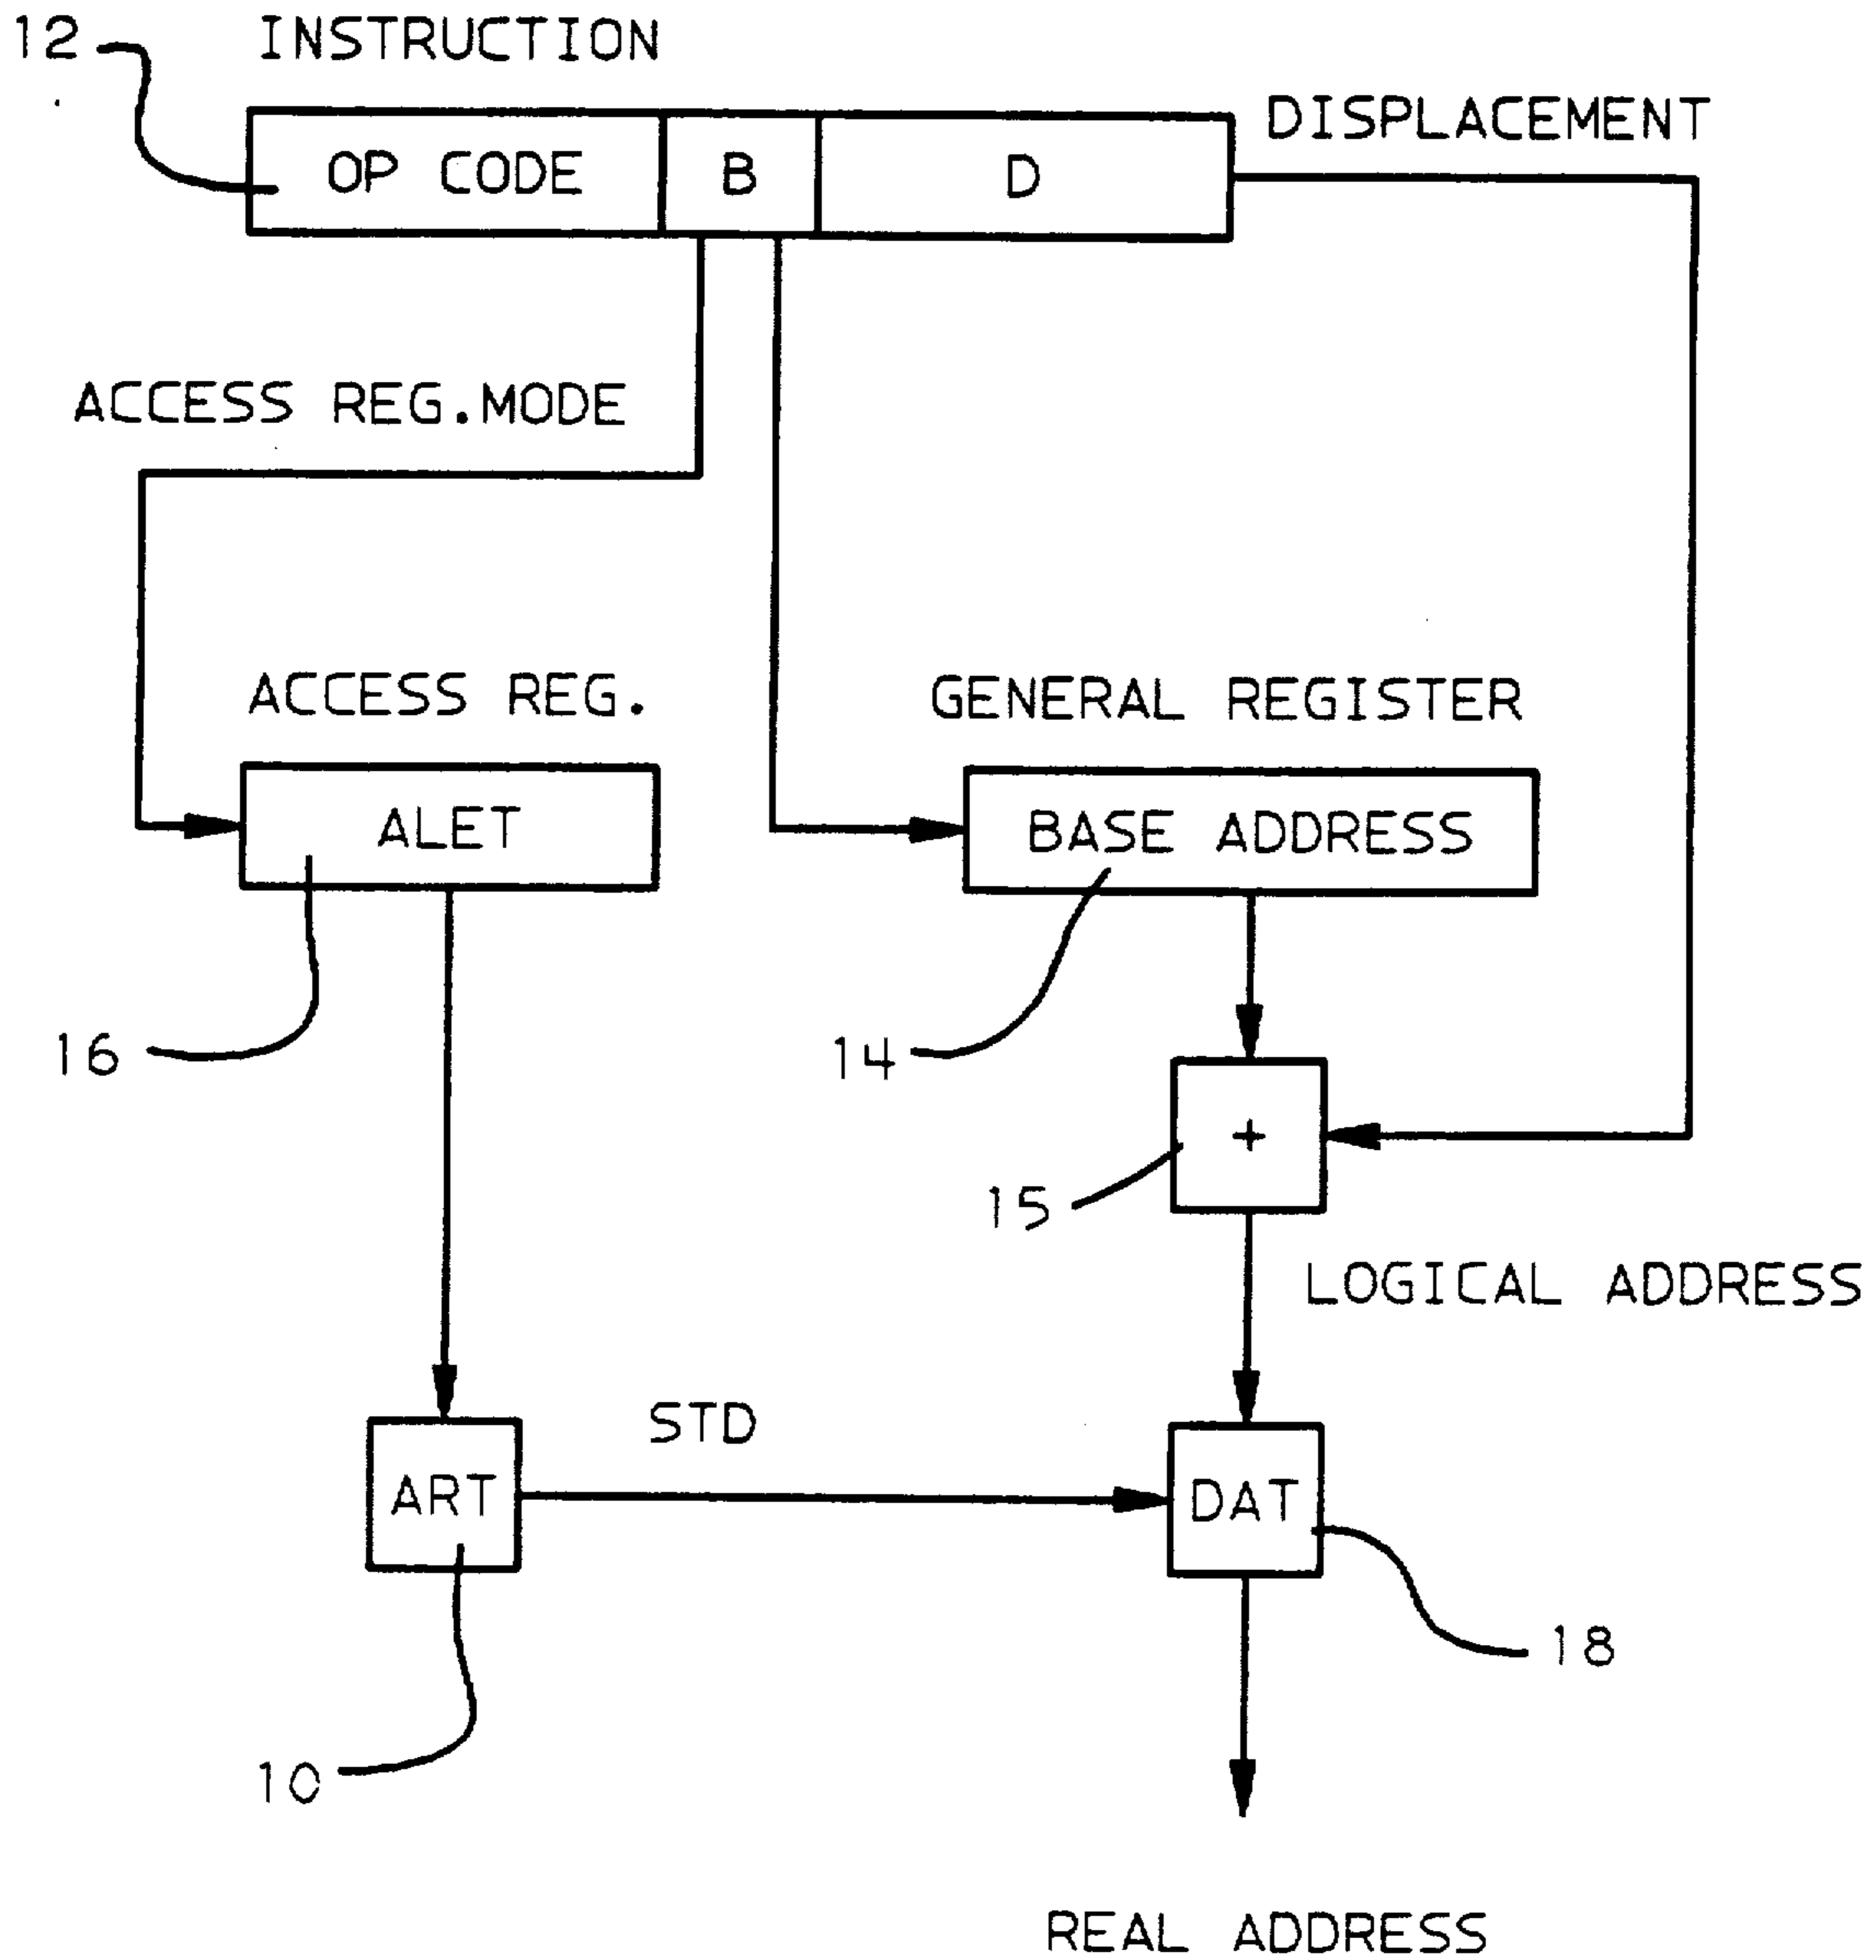 12 INSTRUCTION
DISPLACEMENT
OP CODE B D
ACCESS REG.MODE
ACCESS REG. GENERAL REGISTER
ALET BASE ADDRESS
16 14
+
15
LOGICAL ADDRESS
STD
ART DAT
18
10
REAL ADDRESS